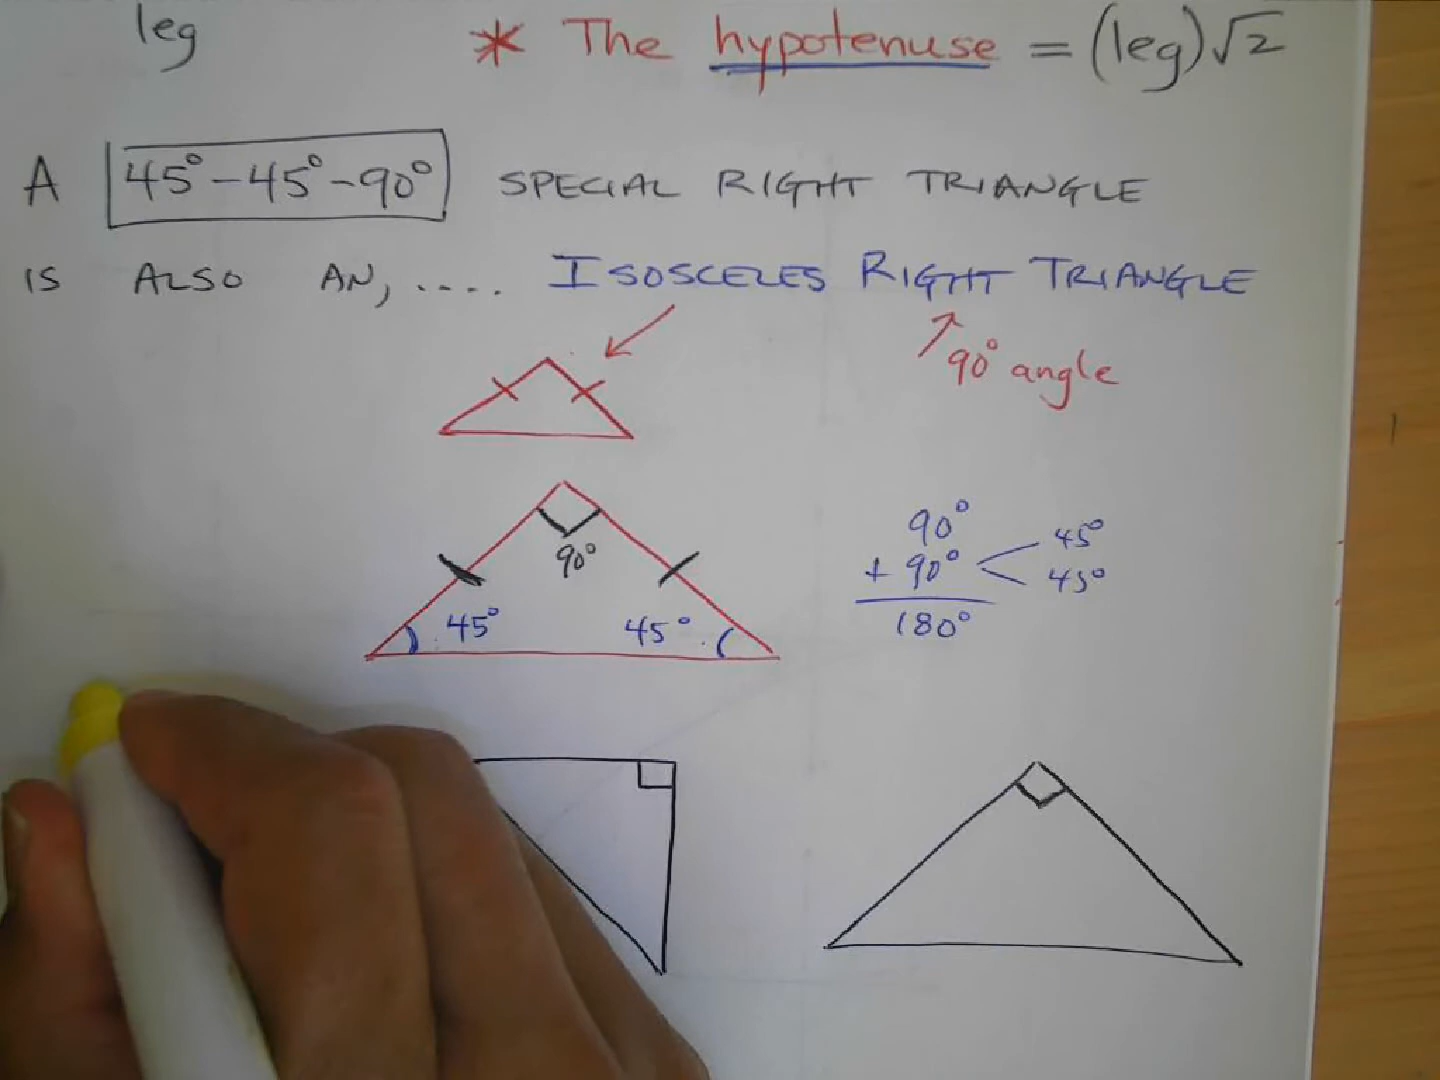 leg
* The hypotenuse = (leg)√2
A 45°-45°-90° SPECIAL RIGHT TRIANGLE
IS ALSO AN, .... ISOSCELES RIGHT TRIANGLE
90° angle
90°
45° 45°
90° 45°
+ 90° 45°
180°